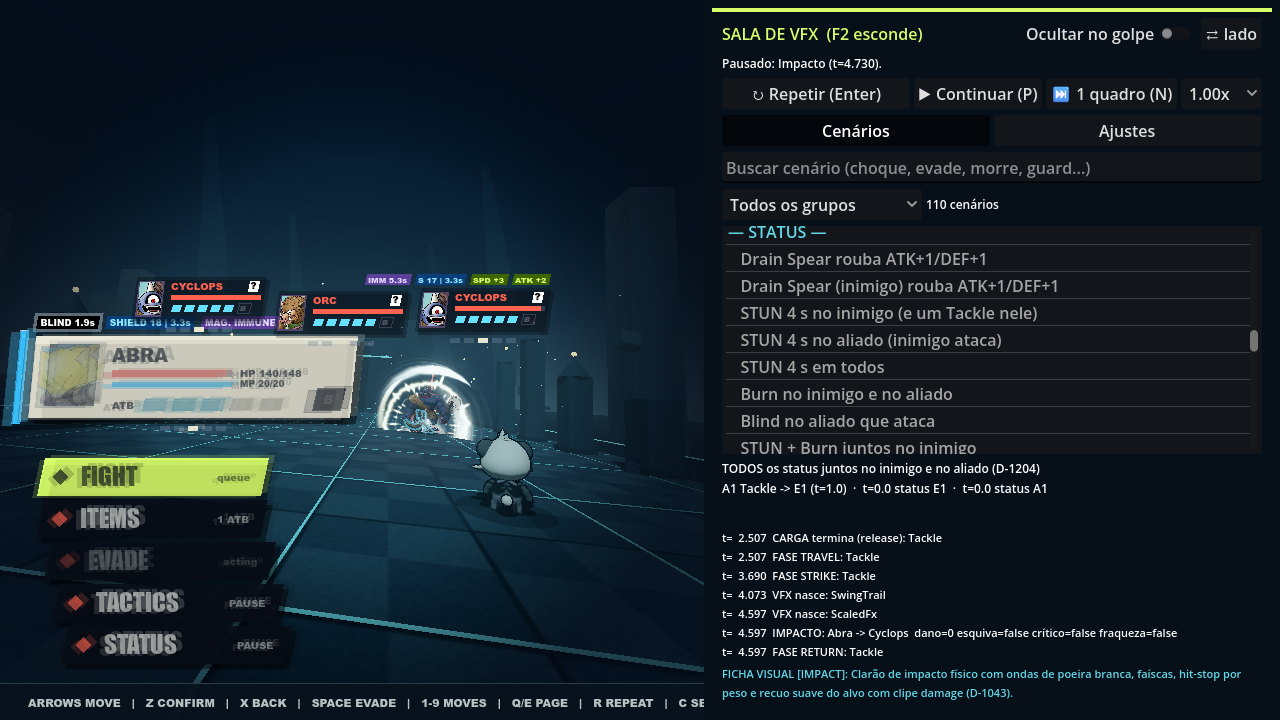 IMM 5.3s
S 17 | 3.3s
SPD +3
ATK +2
CYCLOPS
?
B
ORC
?
B
CYCLOPS
?
B
BLIND 1.9s
SHIELD 18 | 3.3s
MAG. IMMUNE
ABRA
HP 140/148
MP 20/20
ATB
B
FIGHT queue
ITEMS 1 ATB
EVADE acting
TACTICS PAUSE
STATUS PAUSE
ARROWS MOVE | Z CONFIRM | X BACK | SPACE EVADE | 1-9 MOVES | Q/E PAGE | R REPEAT | C SE
SALA DE VFX (F2 esconde)
Ocultar no golpe
⇄ lado
Pausado: Impacto (t=4.730).
↻ Repetir (Enter)
▶ Continuar (P)
⏩ 1 quadro (N)
1.00x
Cenários
Ajustes
Buscar cenário (choque, evade, morre, guard...)
Todos os grupos
110 cenários
— STATUS —
Drain Spear rouba ATK+1/DEF+1
Drain Spear (inimigo) rouba ATK+1/DEF+1
STUN 4 s no inimigo (e um Tackle nele)
STUN 4 s no aliado (inimigo ataca)
STUN 4 s em todos
Burn no inimigo e no aliado
Blind no aliado que ataca
STUN + Burn juntos no inimigo
TODOS os status juntos no inimigo e no aliado (D-1204)
A1 Tackle -> E1 (t=1.0) · t=0.0 status E1 · t=0.0 status A1
t= 2.507 CARGA termina (release): Tackle
t= 2.507 FASE TRAVEL: Tackle
t= 3.690 FASE STRIKE: Tackle
t= 4.073 VFX nasce: SwingTrail
t= 4.597 VFX nasce: ScaledFx
t= 4.597 IMPACTO: Abra -> Cyclops dano=0 esquiva=false crítico=false fraqueza=false
t= 4.597 FASE RETURN: Tackle
FICHA VISUAL [IMPACT]: Clarão de impacto físico com ondas de poeira branca, faíscas, hit-stop por
peso e recuo suave do alvo com clipe damage (D-1043).